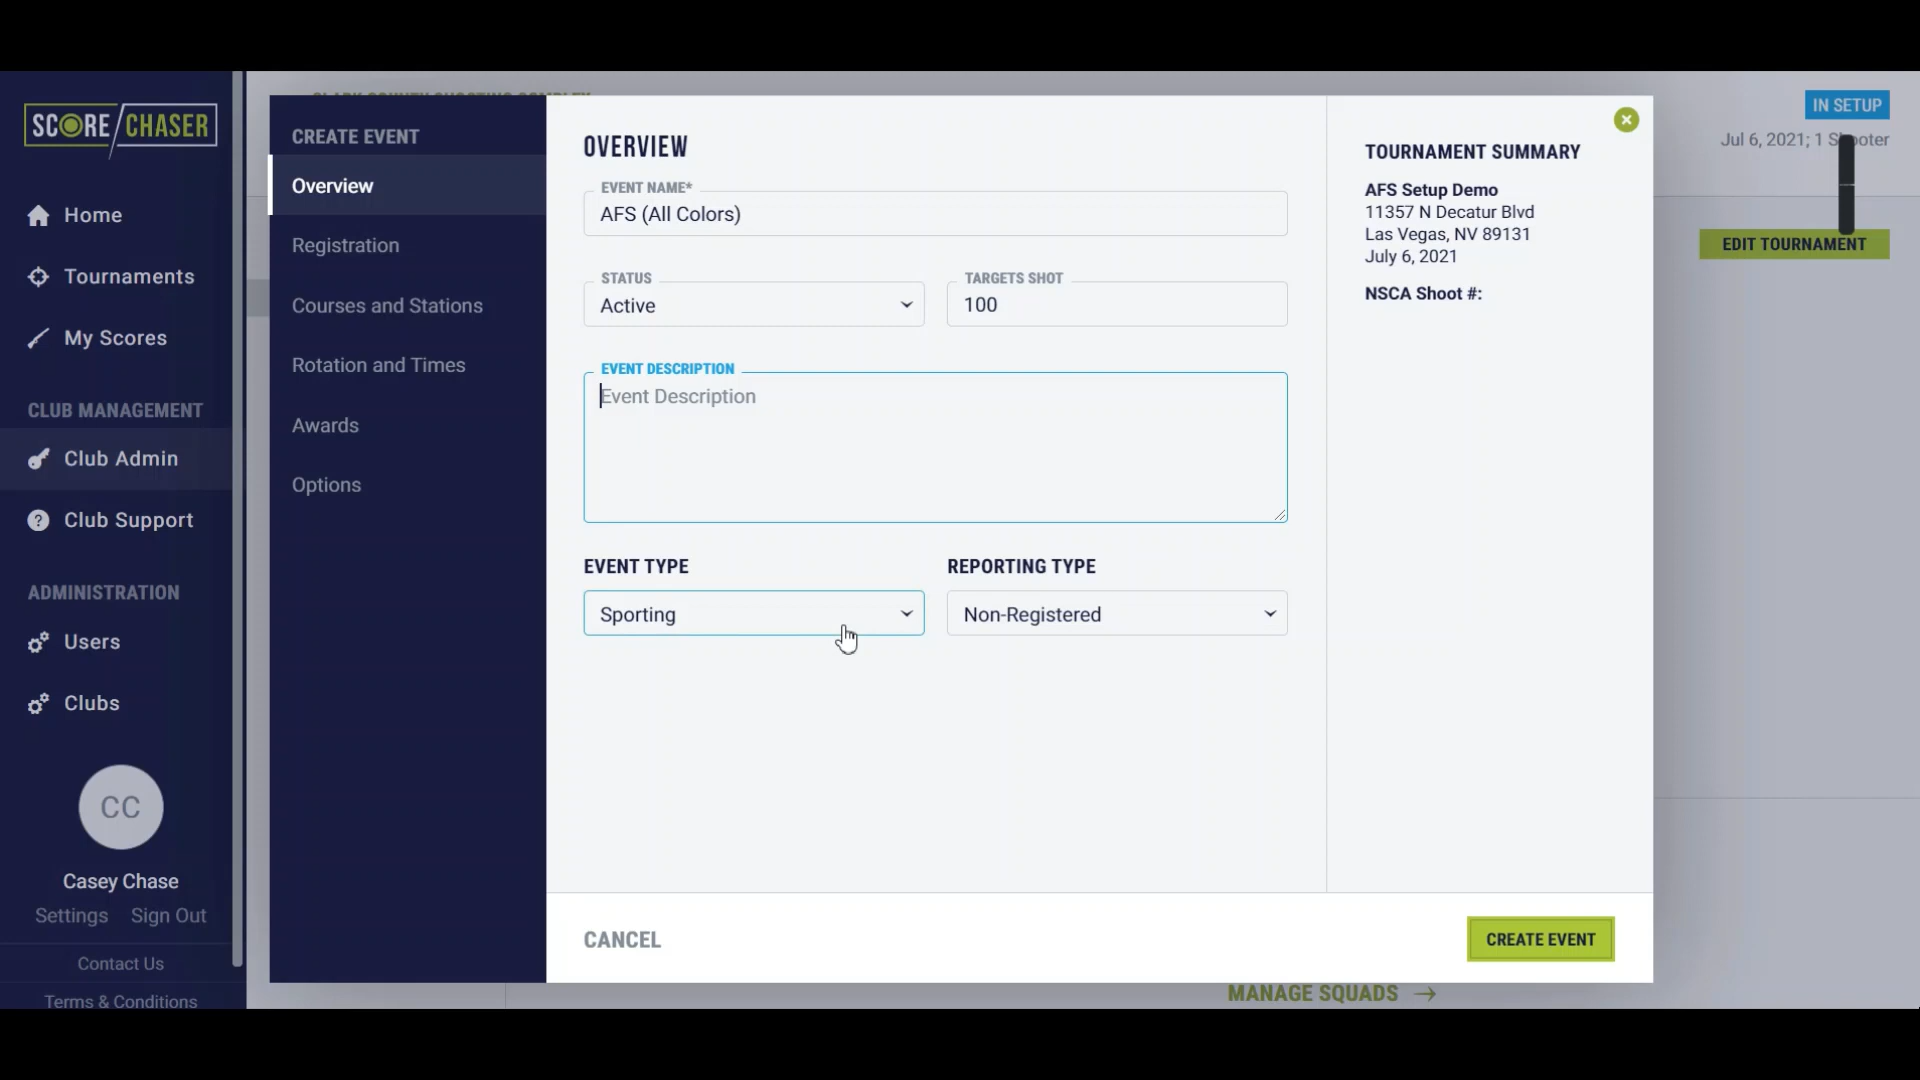 SCORE/CHASER
Home
Tournaments
My Scores
CLUB MANAGEMENT
Club Admin
Club Support
ADMINISTRATION
Users
Clubs
CC
Casey Chase
Settings Sign Out
Contact Us
Terms & Conditions
CREATE EVENT
Overview
Registration
Courses and Stations
Rotation and Times
Awards
Options
OVERVIEW
EVENT NAME*
AFS (All Colors)
STATUS
Active
TARGETS SHOT
100
EVENT DESCRIPTION
Event Description
EVENT TYPE
Sporting
REPORTING TYPE
Non-Registered
CANCEL
CREATE EVENT
TOURNAMENT SUMMARY
AFS Setup Demo
11357 N Decatur Blvd
Las Vegas, NV 89131
July 6, 2021
NSCA Shoot #:
IN SETUP
Jul 6, 2021; 1 Shooter
EDIT TOURNAMENT
MANAGE SQUADS →